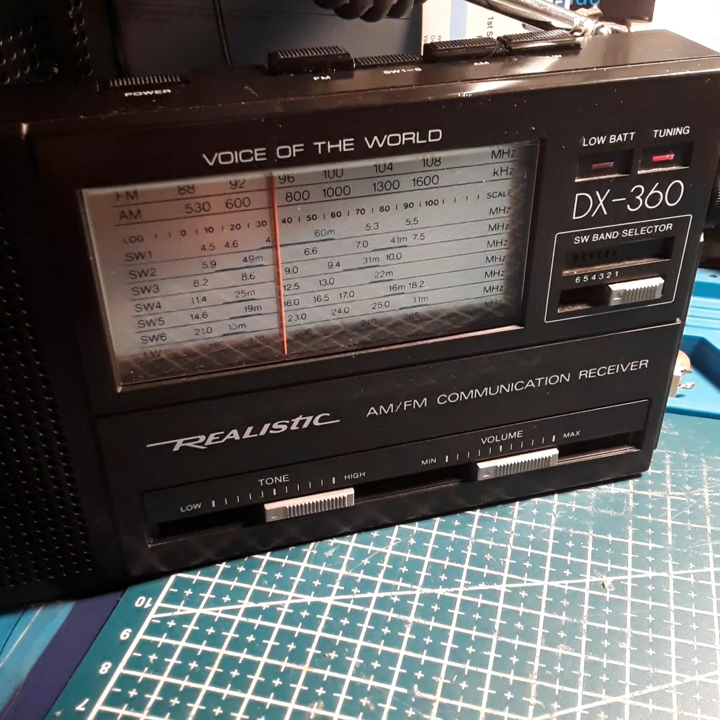 POWER
FM
SW1-6
AM
VOICE OF THE WORLD
LOW BATT TUNING
FM 88 92 96 100 104 108 MHz
AM 530 600 800 1000 1300 1600 kHz
LOG 0 10 20 30 40 50 60 70 80 90 100 SCALE
SW1 4.5 4.6 60m 5.3 5.5 MHz
SW2 5.9 49m 6.6 7.0 41m 7.5 MHz
SW3 8.2 8.6 9.0 9.4 31m 10.0 MHz
SW4 11.4 25m 12.5 13.0 22m MHz
SW5 14.6 19m 16.0 16.5 17.0 16m 18.2 MHz
SW6 21.0 13m 23.0 24.0 25.0 11m MHz
LW
DX-360
SW BAND SELECTOR
6 5 4 3 2 1
REALISTIC AM/FM COMMUNICATION RECEIVER
TONE
LOW HIGH
VOLUME
MIN MAX
10
9
8
7